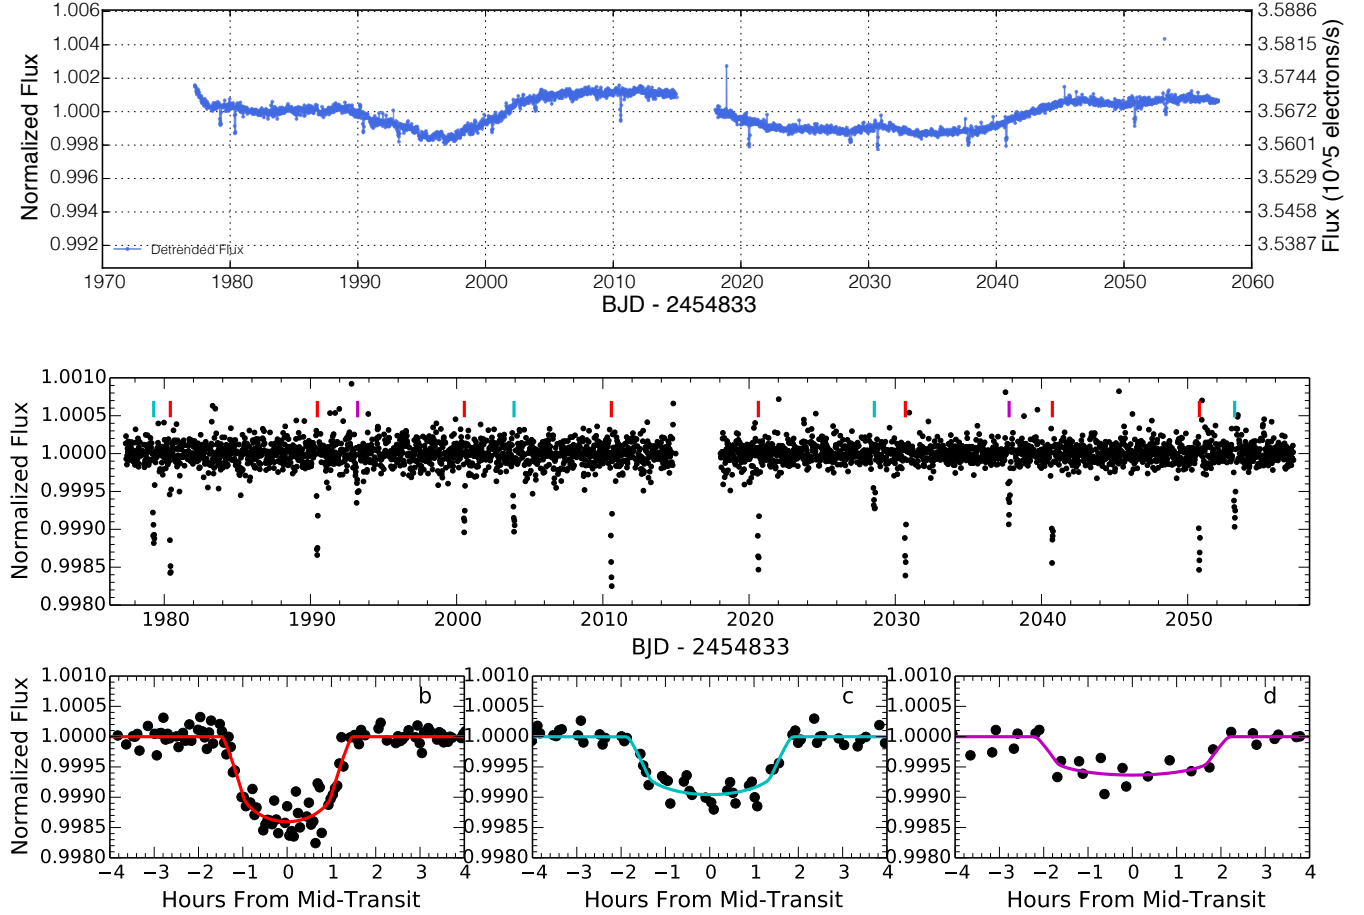 1.006
1.004
1.002
1.000
0.998
0.996
0.994
0.992
Normalized Flux
3.5886
3.5815
3.5744
3.5672
3.5601
3.5529
3.5458
3.5387
Flux (10^5 electrons/s)
Detrended Flux
1970 1980 1990 2000 2010 2020 2030 2040 2050 2060
BJD - 2454833
1.0010
1.0005
1.0000
0.9995
0.9990
0.9985
0.9980
Normalized Flux
1980 1990 2000 2010 2020 2030 2040 2050
BJD - 2454833
1.0010
1.0005
1.0000
0.9995
0.9990
0.9985
0.9980
Normalized Flux
b
−4 −3 −2 −1 0 1 2 3 4
Hours From Mid-Transit
1.0010
1.0005
1.0000
0.9995
0.9990
0.9985
0.9980
c
−4 −3 −2 −1 0 1 2 3 4
Hours From Mid-Transit
1.0010
1.0005
1.0000
0.9995
0.9990
0.9985
0.9980
d
−4 −3 −2 −1 0 1 2 3 4
Hours From Mid-Transit